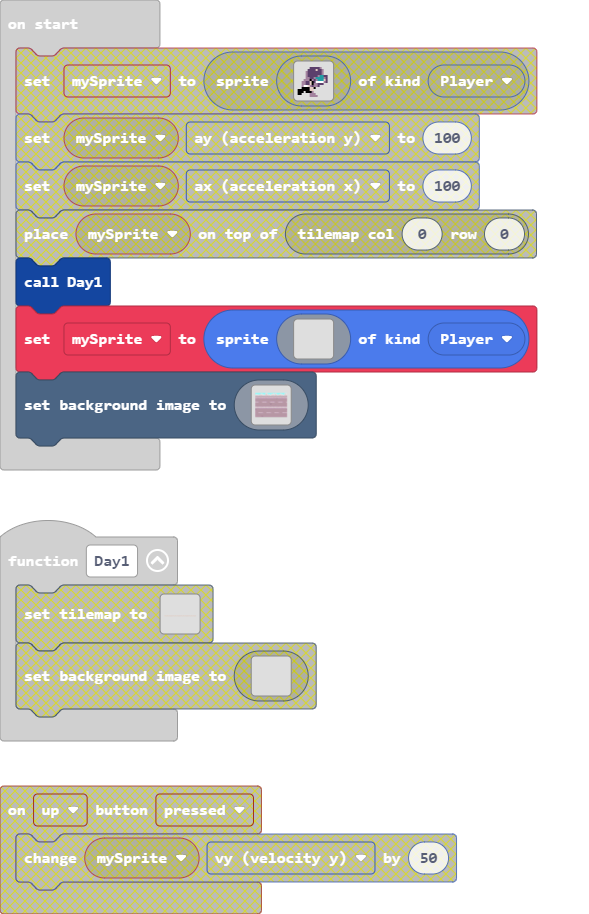 on start
set mySprite to sprite of kind Player
set mySprite ay (acceleration y) to 100
set mySprite ax (acceleration x) to 100
place mySprite on top of tilemap col 0 row 0
call Day1
set mySprite to sprite of kind Player
set background image to
function Day1
set tilemap to
set background image to
on up button pressed
change mySprite vy (velocity y) by 50